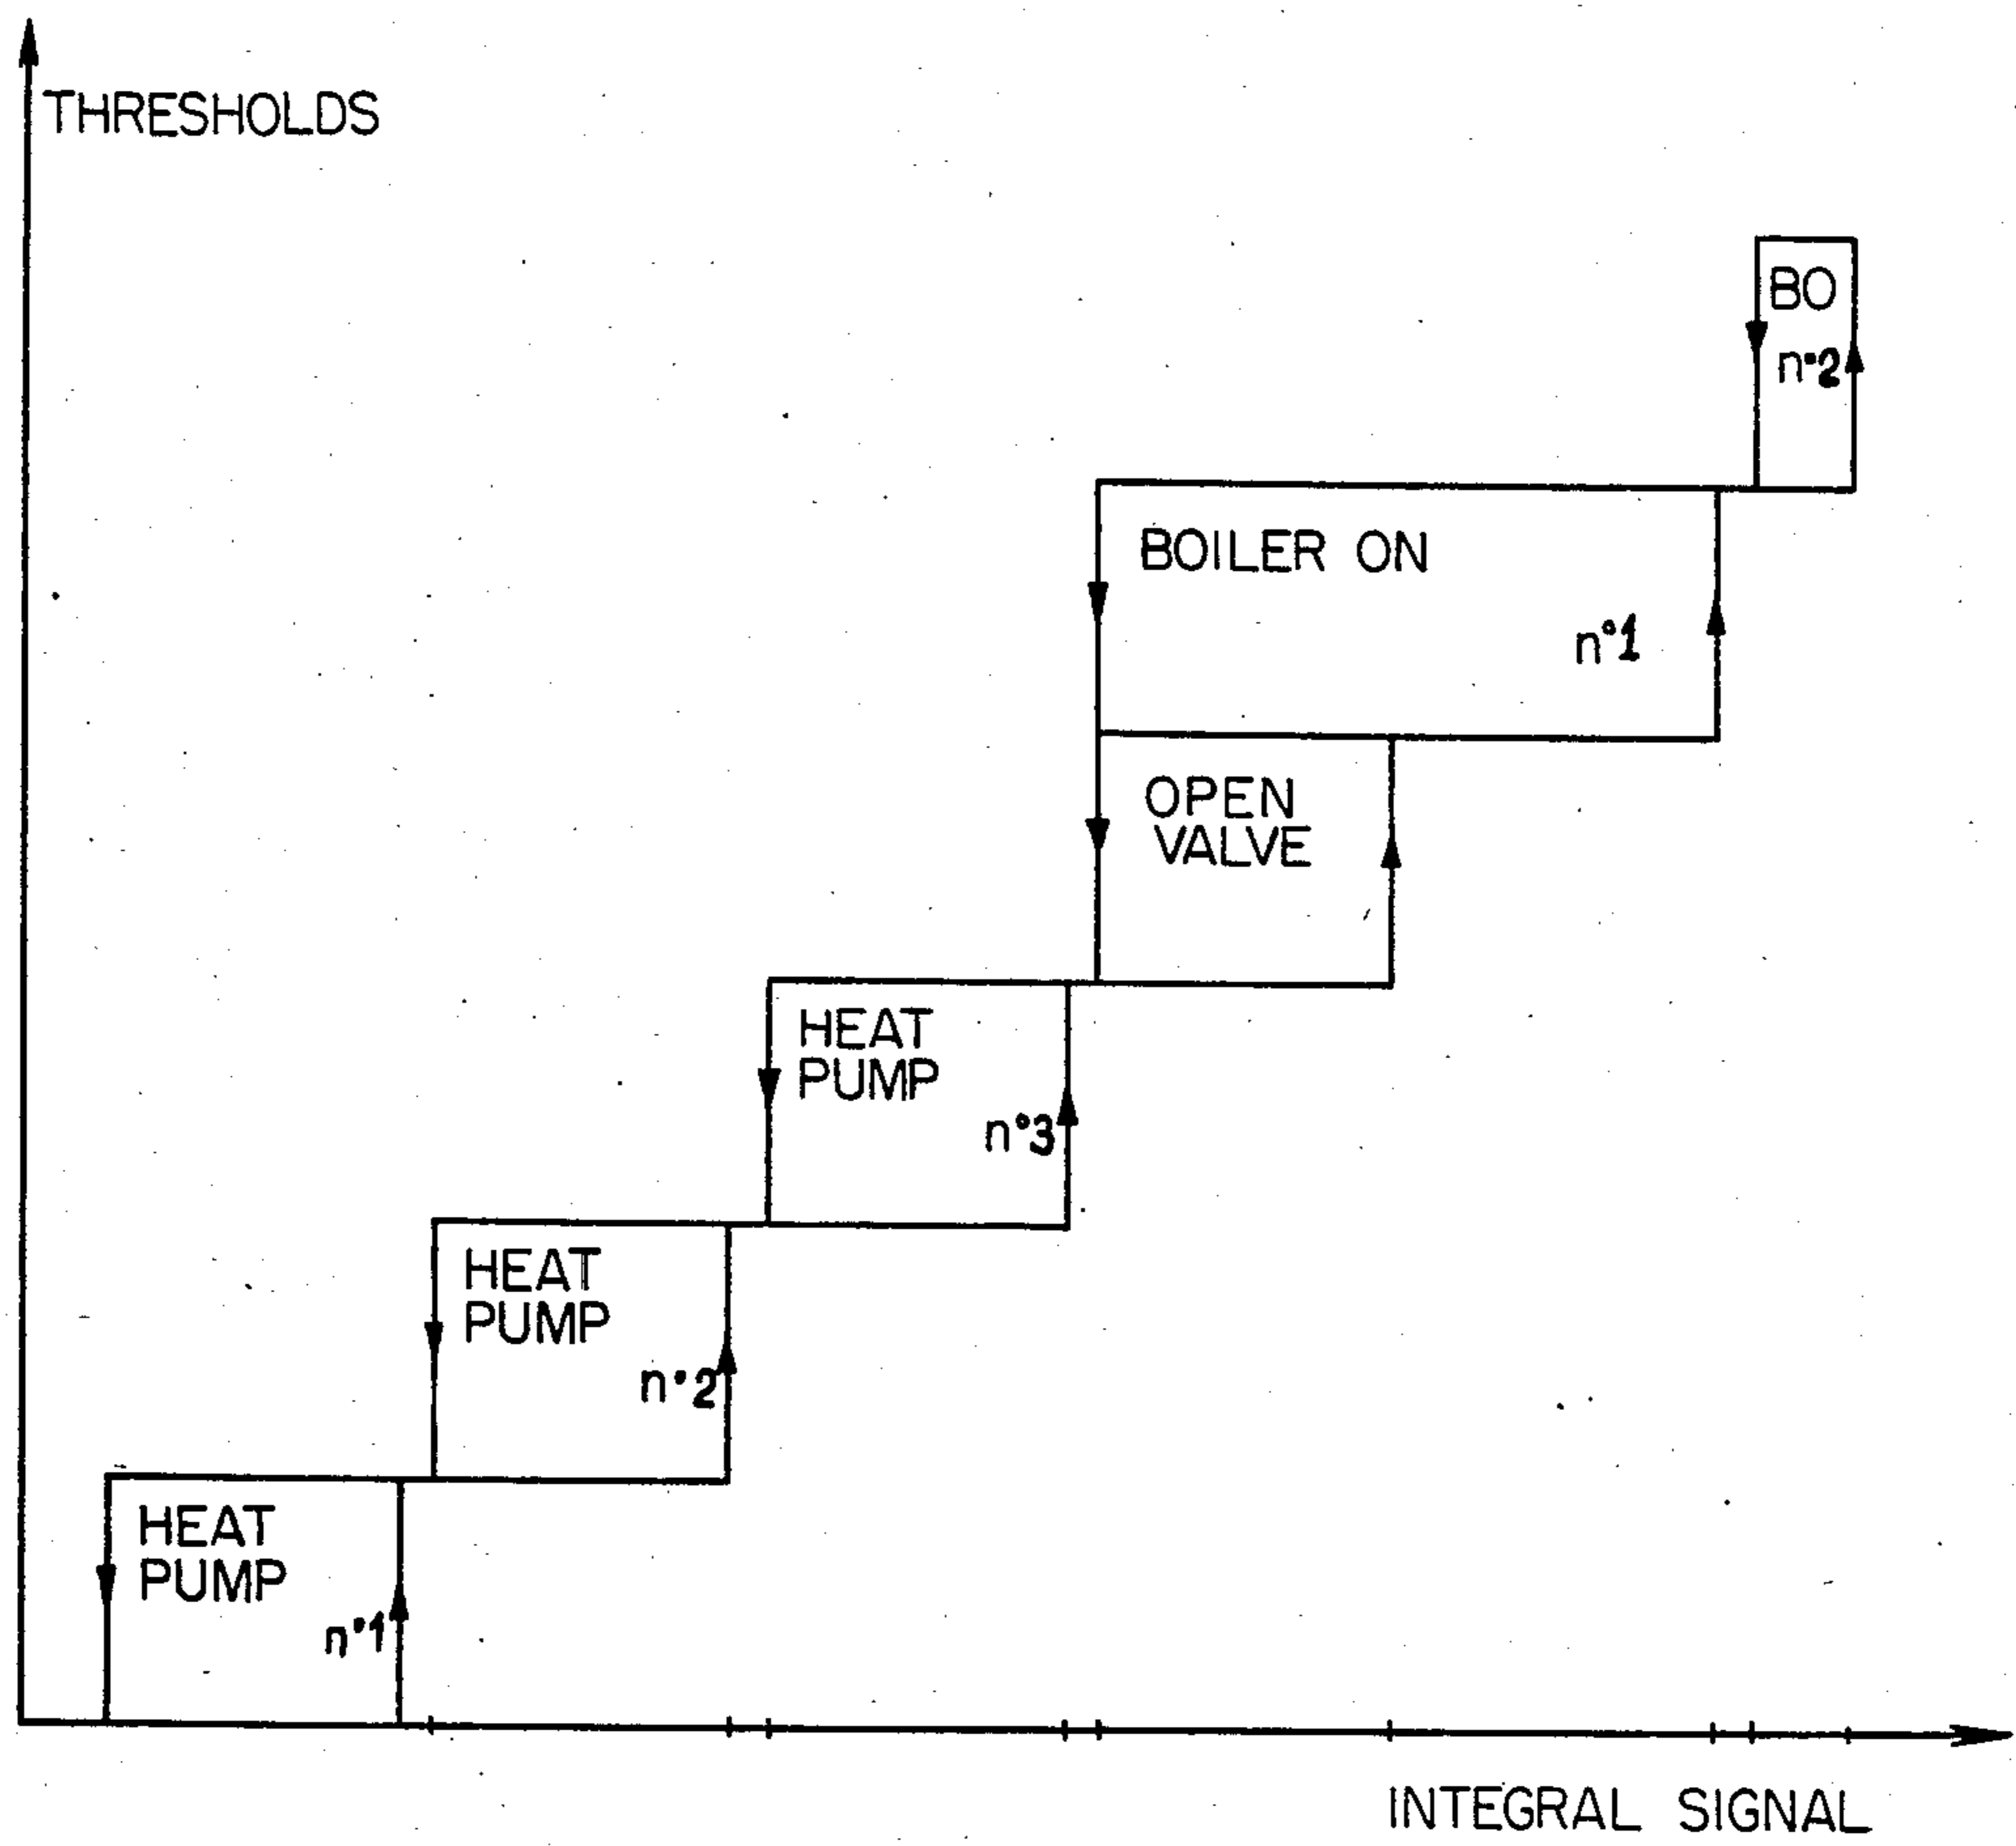 THRESHOLDS
BO
n°2
BOILER ON
n°1
OPEN
VALVE
HEAT
PUMP
n°3
HEAT
PUMP
n°2
HEAT
PUMP
n°1
INTEGRAL SIGNAL